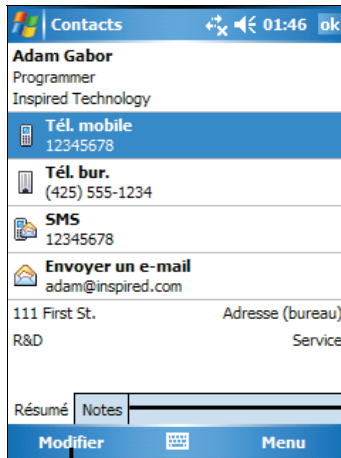 Contacts 01:46 ok
Adam Gabor
Programmer
Inspired Technology
Tél. mobile
12345678
Tél. bur.
(425) 555-1234
SMS
12345678
Envoyer un e-mail
adam@inspired.com
111 First St. Adresse (bureau)
R&D Service
Résumé Notes
Modifier Menu